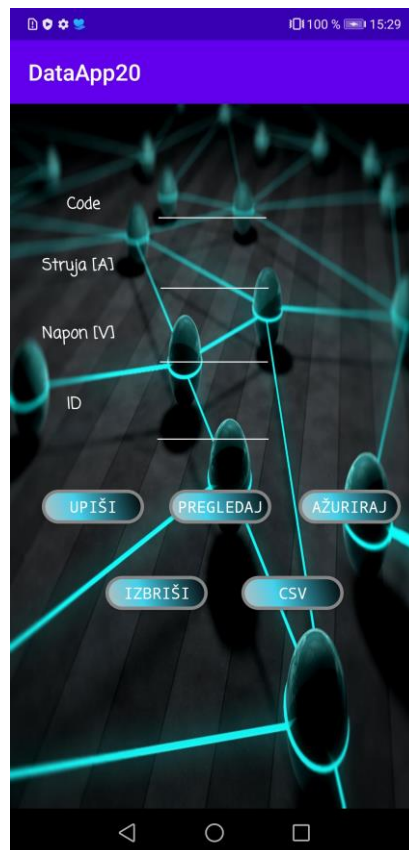 100 % 15:29
DataApp20
Code
Struja [A]
Napon [V]
ID
UPIŠI PREGLEDAJ AŽURIRAJ
IZBRIŠI CSV